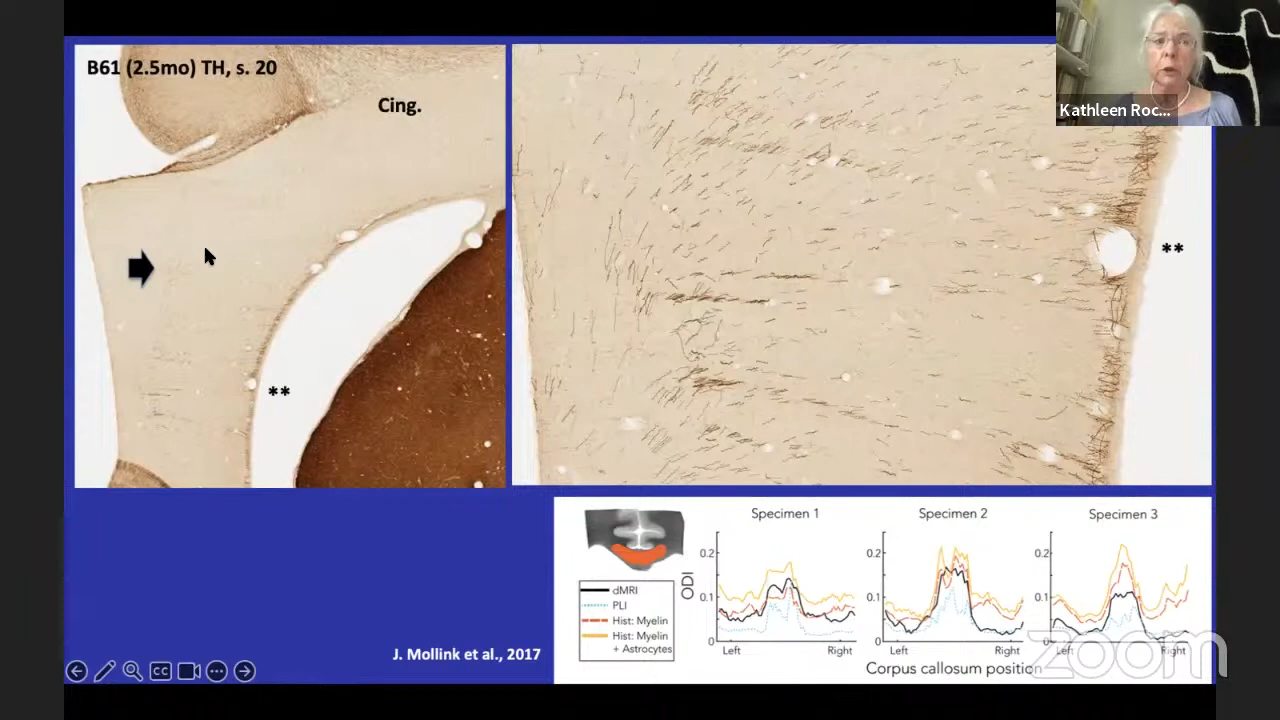 B61 (2.5mo) TH, s. 20
Cing.
**
**
Kathleen Roc...
Specimen 1
Specimen 2
Specimen 3
ODI
0.2
0.1
0
0.2
0.1
0
0.2
0.1
0
dMRI
PLI
Hist: Myelin
Hist: Myelin
+ Astrocytes
Left
Right
Left
Right
Left
Right
Corpus callosum position
J. Mollink et al., 2017
CC
zoom